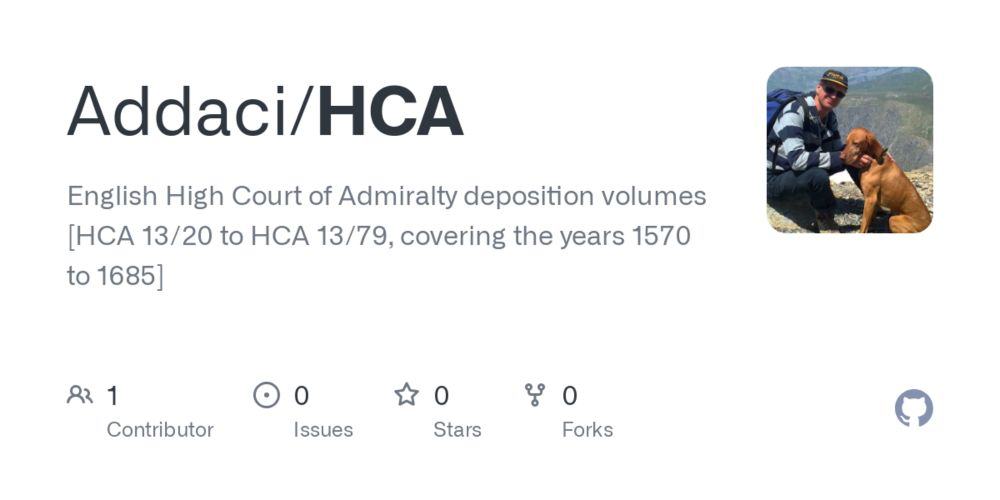 Addaci/HCA
English High Court of Admiralty deposition volumes
[HCA 13/20 to HCA 13/79, covering the years 1570
to 1685]
1 0 0 0
Contributor Issues Stars Forks